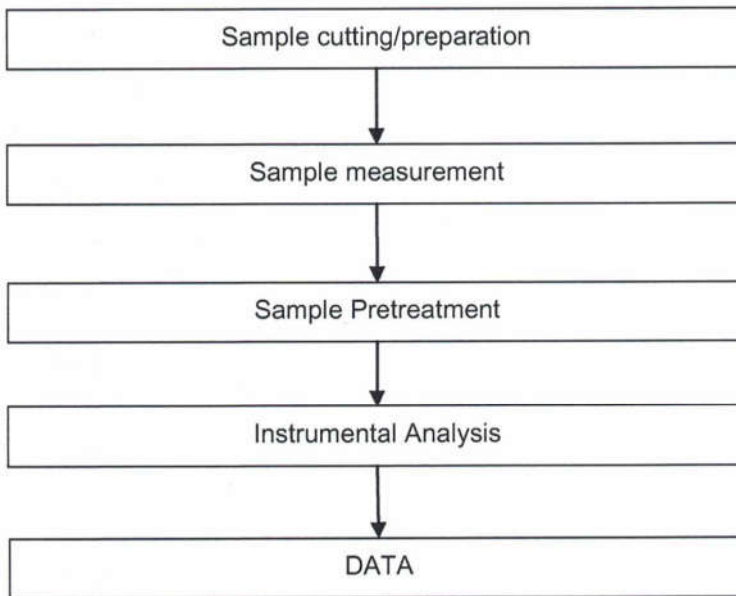 Sample cutting/preparation
Sample measurement
Sample Pretreatment
Instrumental Analysis
DATA